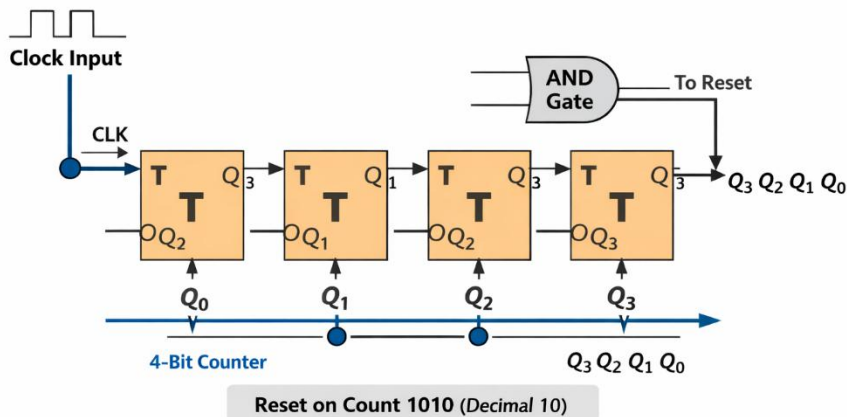 Clock Input
CLK
AND
Gate
To Reset
T Q3 T Q1 T Q3 T Q3
T T T T
Q3 Q2 Q1 Q0
Q2 Q1 Q2 Q3
Q0 Q1 Q2 Q3
4-Bit Counter
Q3 Q2 Q1 Q0
Reset on Count 1010 (Decimal 10)